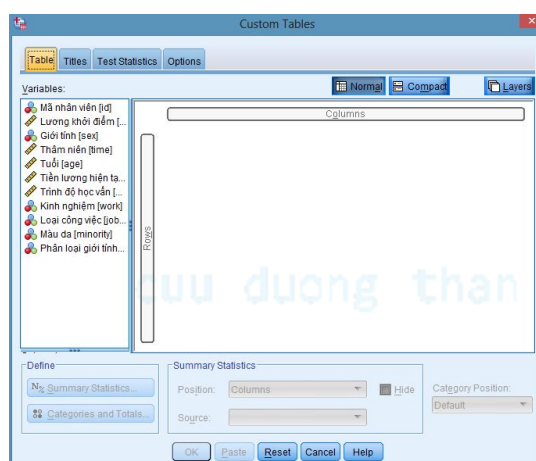 Custom Tables
Table Titles Test Statistics Options
Variables:
Normal Compact Layers
Mã nhân viên [id]
Lương khởi điểm [...
Giới tính [sex]
Thâm niên [time]
Tuổi [age]
Tiền lương hiện tạ...
Trình độ học vấn [...
Kinh nghiệm [work]
Loại công việc [job...
Màu da [minority]
Phân loại giới tính...
Columns
Rows
cuu duong than
Define
N% Summary Statistics...
Categories and Totals...
Summary Statistics
Position: Columns Hide
Source:
Category Position:
Default
OK Paste Reset Cancel Help